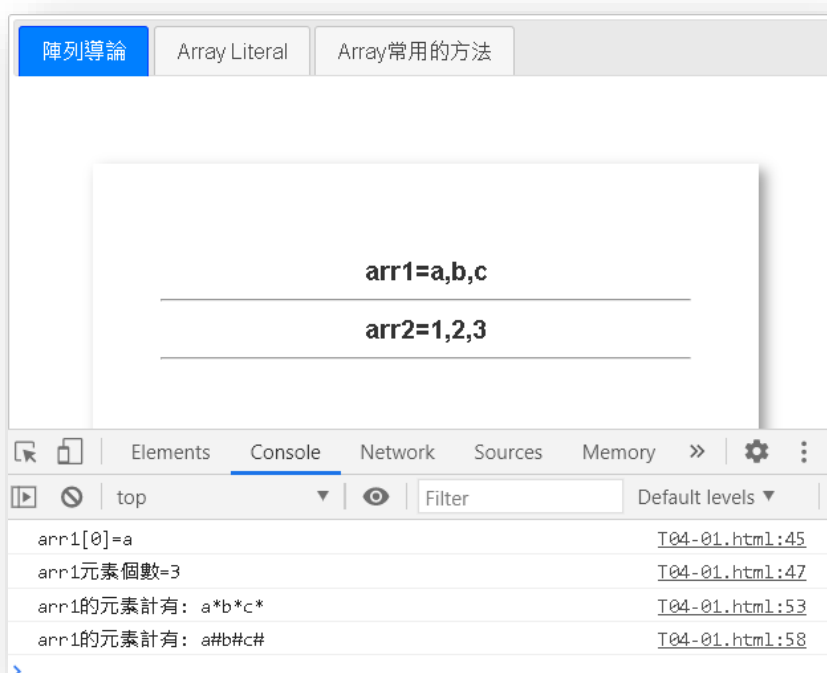 陣列導論 Array Literal Array常用的方法
arr1=a,b,c
arr2=1,2,3
Elements Console Network Sources Memory »
top ▼ Filter Default levels ▼
arr1[0]=a T04-01.html:45
arr1元素個數=3 T04-01.html:47
arr1的元素計有: a*b*c* T04-01.html:53
arr1的元素計有: a#b#c# T04-01.html:58